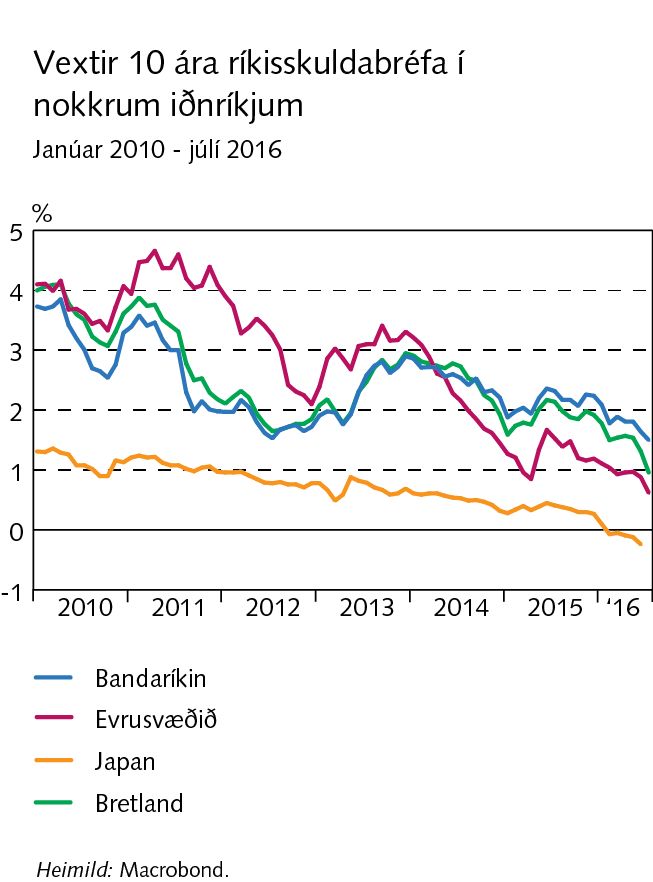 Vextir 10 ára ríkisskuldabréfa í
nokkrum iðnríkjum
Janúar 2010 - júlí 2016
%
5
4
3
2
1
0
-1
2010 2011 2012 2013 2014 2015 '16
Bandaríkin
Evrusvæðið
Japan
Bretland
Heimild: Macrobond.